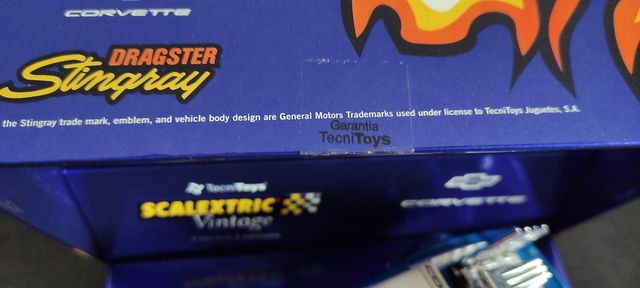 CORVETTE
DRAGSTER
Stingray
the Stingray trade mark, emblem, and vehicle body design are General Motors Trademarks used under license to TecniToys Juguetes, S.A.
Garantia
TecniToys
TecniToys
SCALEXTRIC
Vintage
CORVETTE